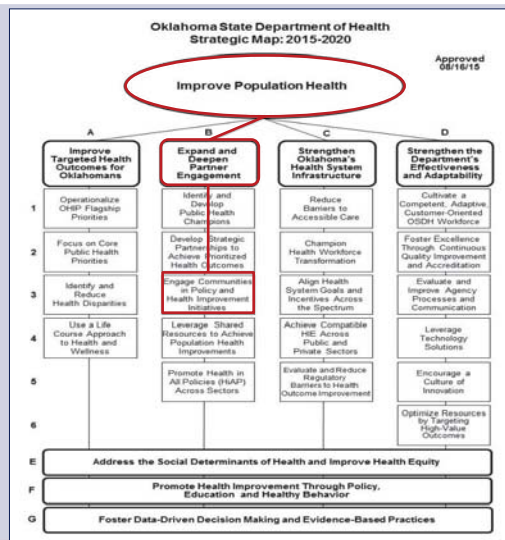 Oklahoma State Department of Health
Strategic Map: 2015-2020
Approved
08/16/15
Improve Population Health
A
B
C
D
Improve
Targeted Health
Outcomes for
Oklahomans
Expand and
Deepen
Partner
Engagement
Strengthen
Oklahoma's
Health System
Infrastructure
Strengthen the
Department's
Effectiveness
and Adaptability
1
Operationalize
OHIP Flagship
Priorities
Identify and
Develop
Public Health
Champions
Reduce
Barriers to
Accessible Care
Cultivate a
Competent, Adaptive,
Customer-Oriented
OSDH Workforce
2
Focus on Core
Public Health
Priorities
Develop Strategic
Partnerships to
Achieve Prioritized
Health Outcomes
Champion
Health Workforce
Transformation
Foster Excellence
Through Continuous
Quality Improvement
and Accreditation
3
Identify and
Reduce
Health Disparities
Engage Communities
in Policy and
Health Improvement
Initiatives
Align Health
System Goals and
Incentives Across
the Spectrum
Evaluate and
Improve Agency
Processes and
Communication
4
Use a Life
Course Approach
to Health and
Wellness
Leverage Shared
Resources to Achieve
Population Health
Improvements
Achieve Compatible
HIE Across
Public and
Private Sectors
Leverage
Technology
Solutions
5
Promote Health in
All Policies (HiAP)
Across Sectors
Evaluate and Reduce
Regulatory
Barriers to Health
Outcome Improvement
Encourage a
Culture of
Innovation
6
Optimize Resources
by Targeting
High-Value
Outcomes
E
Address the Social Determinants of Health and Improve Health Equity
F
Promote Health Improvement Through Policy,
Education and Healthy Behavior
G
Foster Data-Driven Decision Making and Evidence-Based Practices